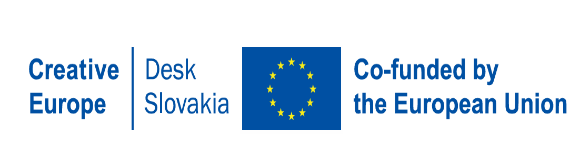 Creative Europe
Desk Slovakia
Co-funded by
the European Union